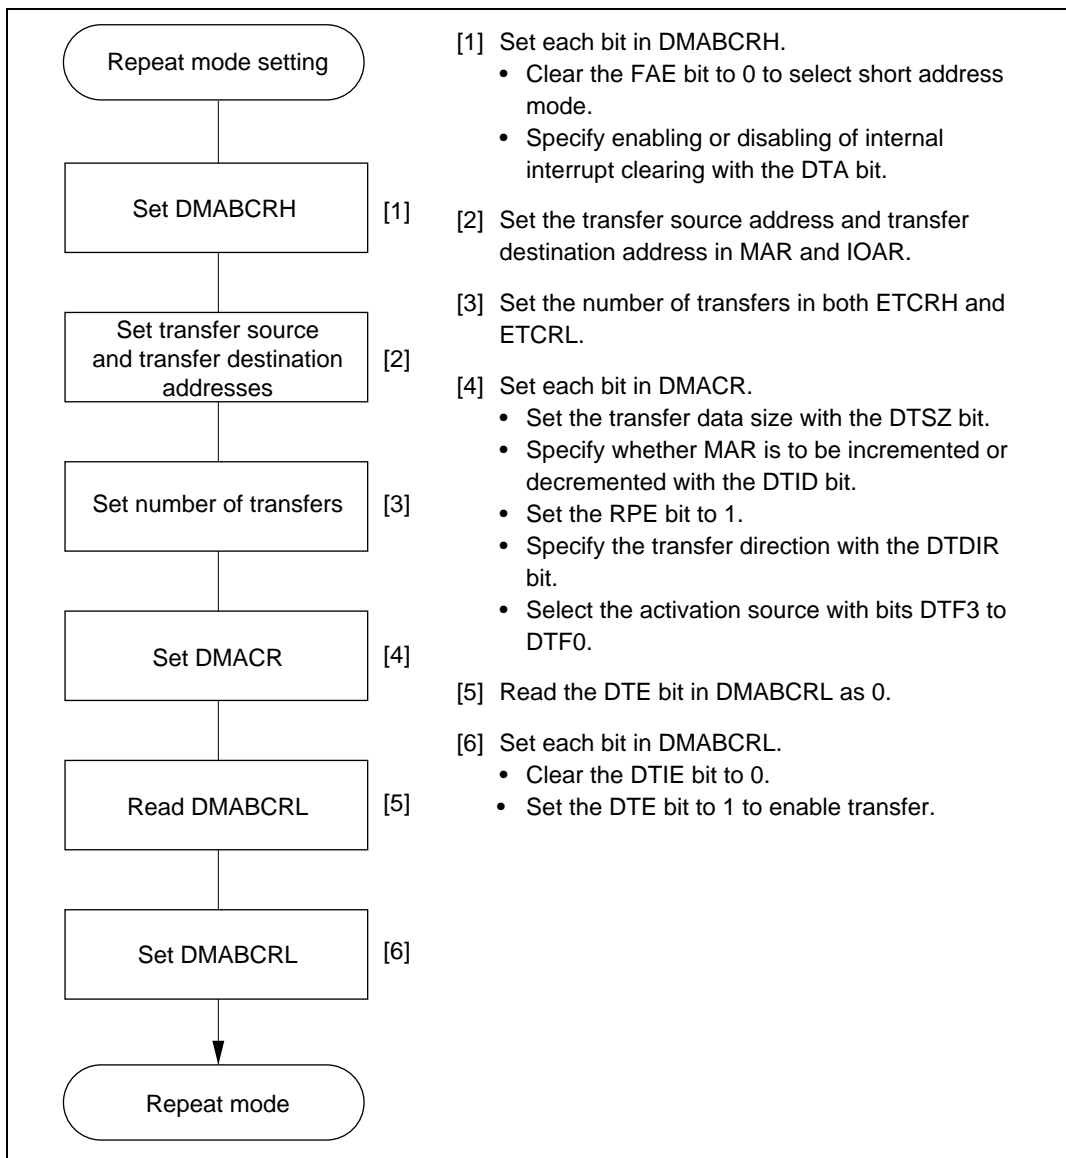 Repeat mode setting
Set DMABCRH
[1]
Set transfer source
and transfer destination
addresses
[2]
Set number of transfers
[3]
Set DMACR
[4]
Read DMABCRL
[5]
Set DMABCRL
[6]
Repeat mode
[1] Set each bit in DMABCRH.
• Clear the FAE bit to 0 to select short address
mode.
• Specify enabling or disabling of internal
interrupt clearing with the DTA bit.
[2] Set the transfer source address and transfer
destination address in MAR and IOAR.
[3] Set the number of transfers in both ETCRH and
ETCRL.
[4] Set each bit in DMACR.
• Set the transfer data size with the DTSZ bit.
• Specify whether MAR is to be incremented or
decremented with the DTID bit.
• Set the RPE bit to 1.
• Specify the transfer direction with the DTDIR
bit.
• Select the activation source with bits DTF3 to
DTF0.
[5] Read the DTE bit in DMABCRL as 0.
[6] Set each bit in DMABCRL.
• Clear the DTIE bit to 0.
• Set the DTE bit to 1 to enable transfer.